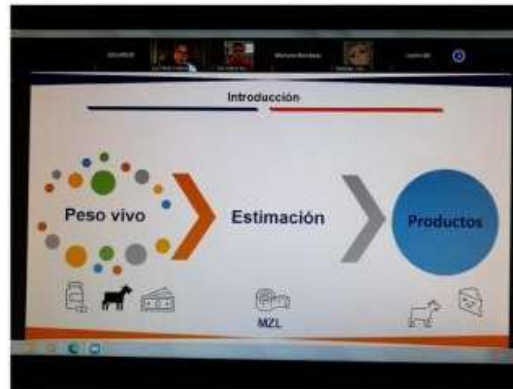 Introducción
Peso vivo
Estimación
Productos
MZL